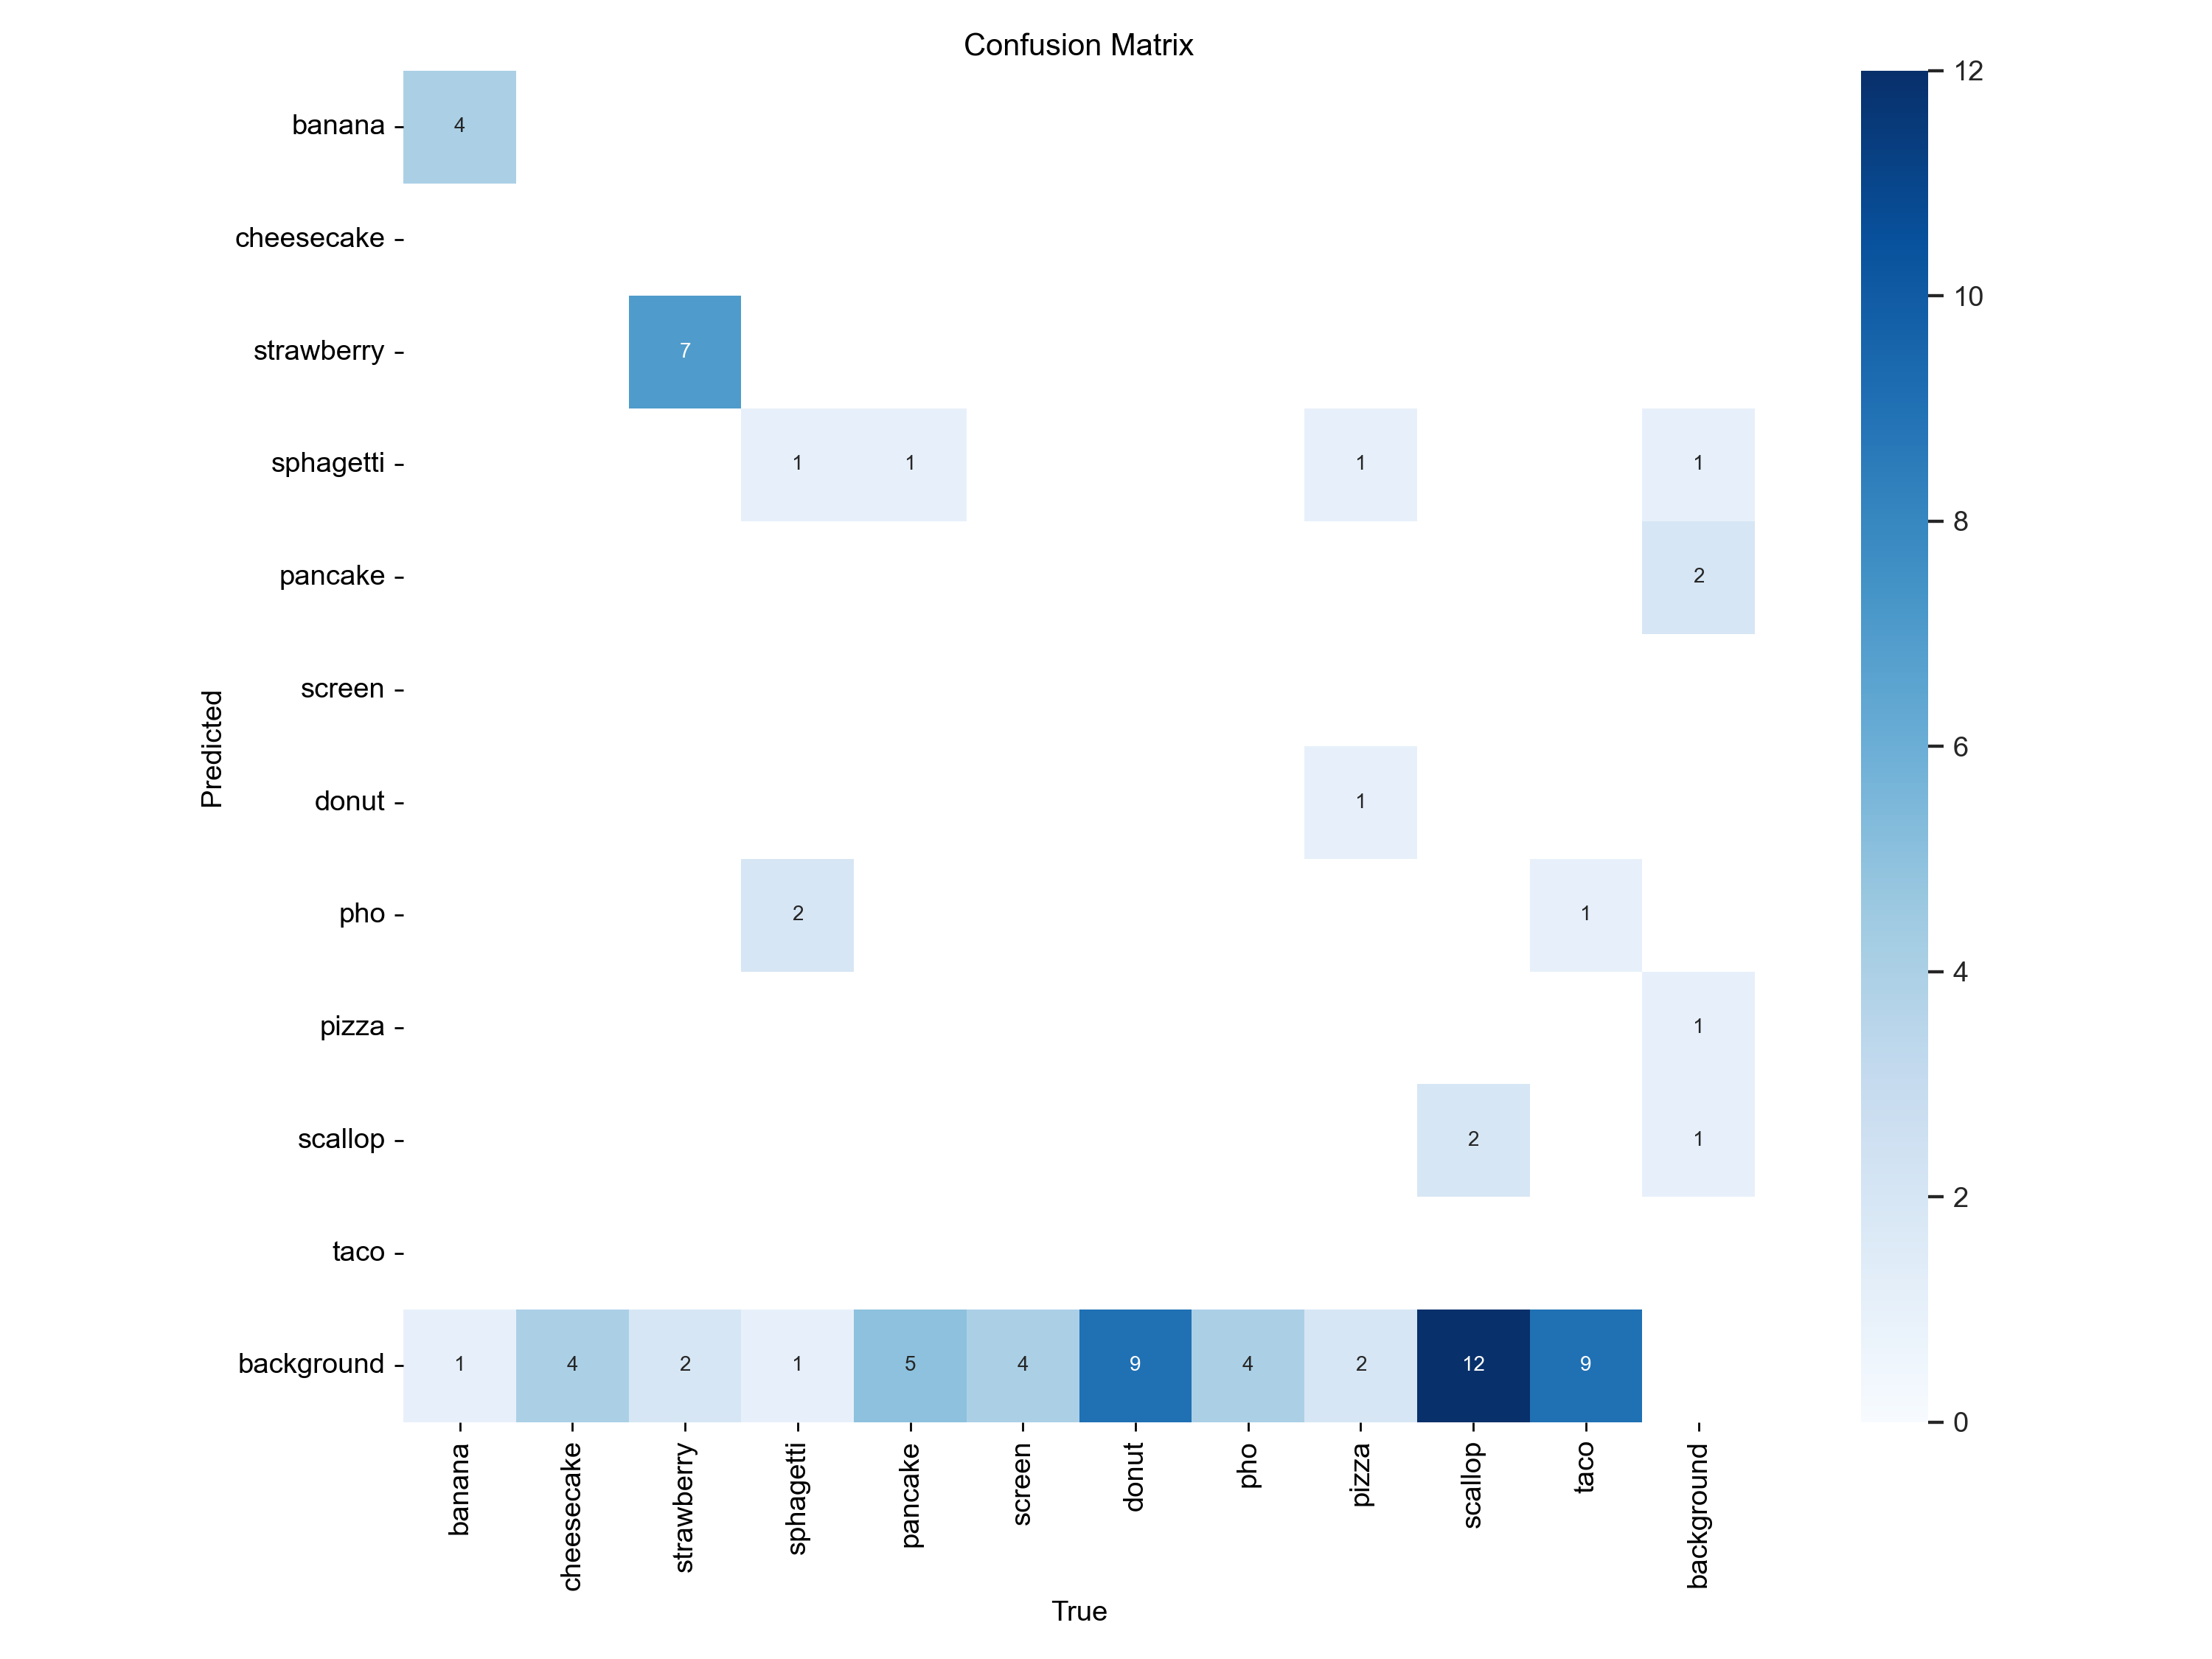 Confusion Matrix
banana
4
cheesecake
strawberry
7
sphagetti
1 1 1 1
pancake
2
screen
donut
1
pho
2 1
pizza
1
scallop
2 1
taco
background
1 4 2 1 5 4 9 4 2 12 9
banana cheesecake strawberry sphagetti pancake screen donut pho pizza scallop taco background
True
Predicted
12
10
8
6
4
2
0